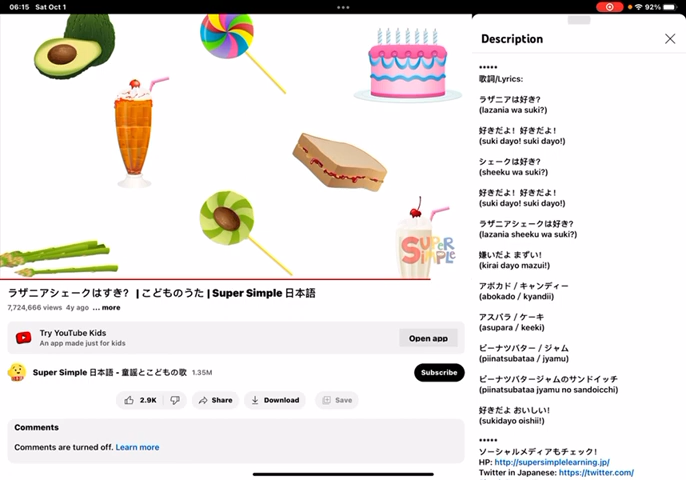 06:15 Sat Oct 1
92%
SUPER
SIMPLE
ラザニアシェークはすき? | こどものうた | Super Simple 日本語
7,724,666 views 4y ago ... more
Try YouTube Kids
An app made just for kids
Open app
Super Simple 日本語 - 童謡とこどもの歌 1.35M
Subscribe
2.9K
Share
Download
Save
Comments
Comments are turned off. Learn more
Description
*****
歌詞/Lyrics:
ラザニアは好き?
(lazania wa suki?)
好きだよ! 好きだよ!
(suki dayo! suki dayo!)
シェークは好き?
(sheeku wa suki?)
好きだよ! 好きだよ!
(suki dayo! suki dayo!)
ラザニアシェークは好き?
(lazania sheeku wa suki?)
嫌いだよ まずい!
(kirai dayo mazui!)
アボカド / キャンディー
(abokado / kyandii)
アスパラ / ケーキ
(asupara / keeki)
ピーナツバター / ジャム
(piinatsubataa / jyamu)
ピーナツバタージャムのサンドイッチ
(piinatsubataa jyamu no sandoicchi)
好きだよ おいしい!
(sukidayo oishii!)
*****
ソーシャルメディアもチェック!
HP: http://supersimplelearning.jp/
Twitter in Japanese: https://twitter.com/